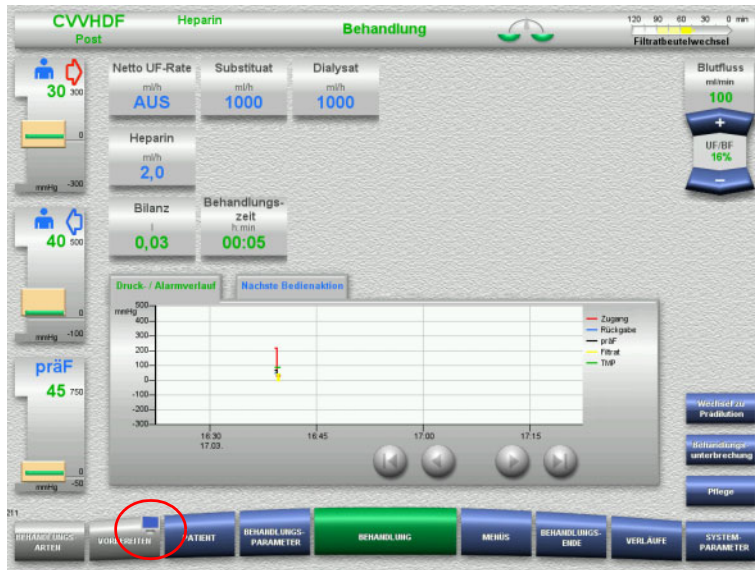 CVVHDF
Post
Heparin
Behandlung
120 90 60 30 0 min
Filtratbeutelwechsel
30 300
0
mmHg -300
Netto UF-Rate
ml/h
AUS
Substituat
ml/h
1000
Dialysat
ml/h
1000
Blutfluss
ml/min
100
+
UF/BF
16%
−
Heparin
ml/h
2,0
Bilanz
l
0,03
Behandlungs-
zeit
h:min
00:05
40 500
0
mmHg -100
präF
45 750
0
mmHg -50
Druck- / Alarmverlauf
Nächste Bedienaktion
mmHg
500
400
300
200
100
0
-100
-200
-300
16:30
17.03.
16:45
17:00
17:15
Zugang
Rückgabe
präF
Filtrat
TMP
Wechsel zu
Prädilution
Behandlungs-
unterbrechung
Pflege
211
BEHANDLUNGS-
ARTEN
VORBEREITEN
PATIENT
BEHANDLUNGS-
PARAMETER
BEHANDLUNG
MENÜS
BEHANDLUNGS-
ENDE
VERLÄUFE
SYSTEM-
PARAMETER